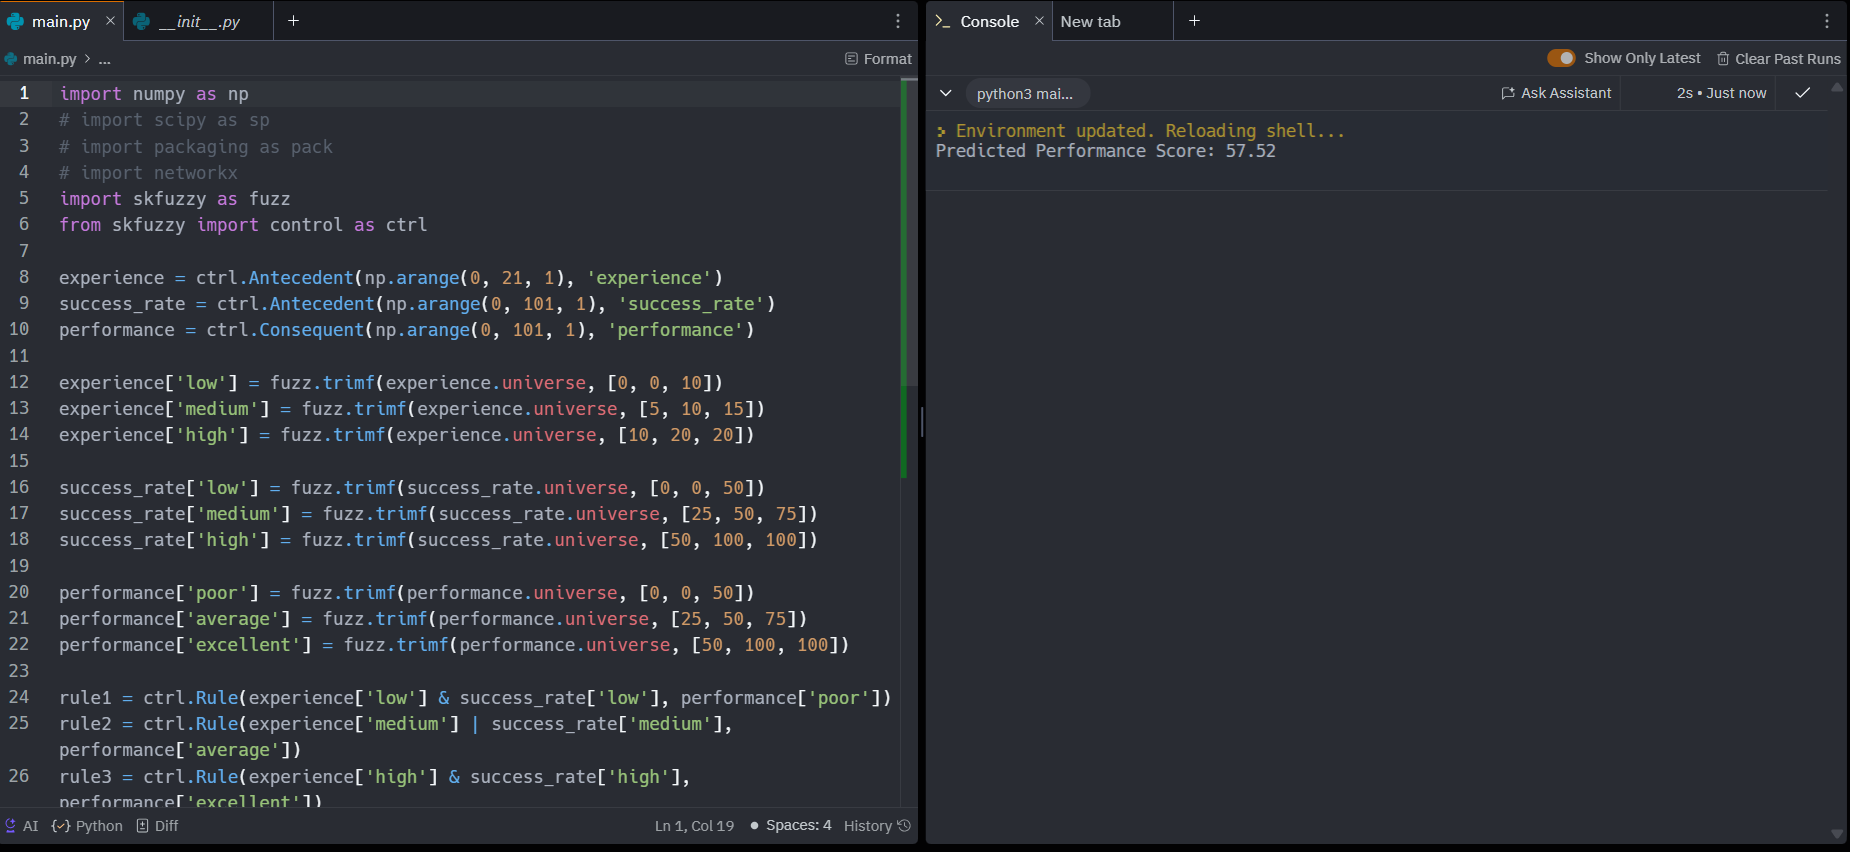 main.py × __init__.py +
main.py > ...
Format
1 import numpy as np
2 # import scipy as sp
3 # import packaging as pack
4 # import networkx
5 import skfuzzy as fuzz
6 from skfuzzy import control as ctrl
7
8 experience = ctrl.Antecedent(np.arange(0, 21, 1), 'experience')
9 success_rate = ctrl.Antecedent(np.arange(0, 101, 1), 'success_rate')
10 performance = ctrl.Consequent(np.arange(0, 101, 1), 'performance')
11
12 experience['low'] = fuzz.trimf(experience.universe, [0, 0, 10])
13 experience['medium'] = fuzz.trimf(experience.universe, [5, 10, 15])
14 experience['high'] = fuzz.trimf(experience.universe, [10, 20, 20])
15
16 success_rate['low'] = fuzz.trimf(success_rate.universe, [0, 0, 50])
17 success_rate['medium'] = fuzz.trimf(success_rate.universe, [25, 50, 75])
18 success_rate['high'] = fuzz.trimf(success_rate.universe, [50, 100, 100])
19
20 performance['poor'] = fuzz.trimf(performance.universe, [0, 0, 50])
21 performance['average'] = fuzz.trimf(performance.universe, [25, 50, 75])
22 performance['excellent'] = fuzz.trimf(performance.universe, [50, 100, 100])
23
24 rule1 = ctrl.Rule(experience['low'] & success_rate['low'], performance['poor'])
25 rule2 = ctrl.Rule(experience['medium'] | success_rate['medium'],
performance['average'])
26 rule3 = ctrl.Rule(experience['high'] & success_rate['high'],
performance['excellent'])
AI {✓} Python Diff
Ln 1, Col 19 • Spaces: 4 History
Console × New tab +
Show Only Latest Clear Past Runs
python3 mai... Ask Assistant 2s • Just now
Environment updated. Reloading shell...
Predicted Performance Score: 57.52